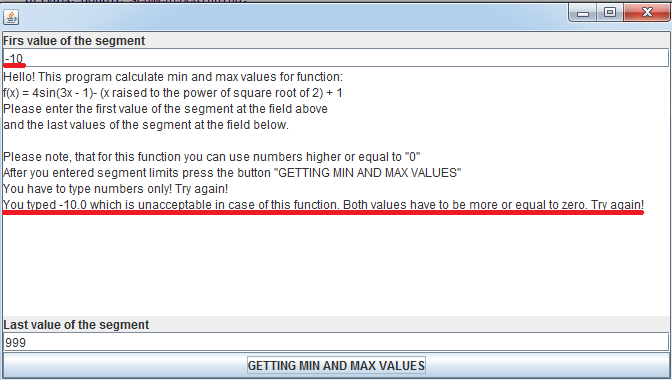 Firs value of the segment
-10
Hello! This program calculate min and max values for function:
f(x) = 4sin(3x - 1)- (x raised to the power of square root of 2) + 1
Please enter the first value of the segment at the field above
and the last values of the segment at the field below.
Please note, that for this function you can use numbers higher or equal to "0"
After you entered segment limits press the button "GETTING MIN AND MAX VALUES"
You have to type numbers only! Try again!
You typed -10.0 which is unacceptable in case of this function. Both values have to be more or equal to zero. Try again!
Last value of the segment
999
GETTING MIN AND MAX VALUES